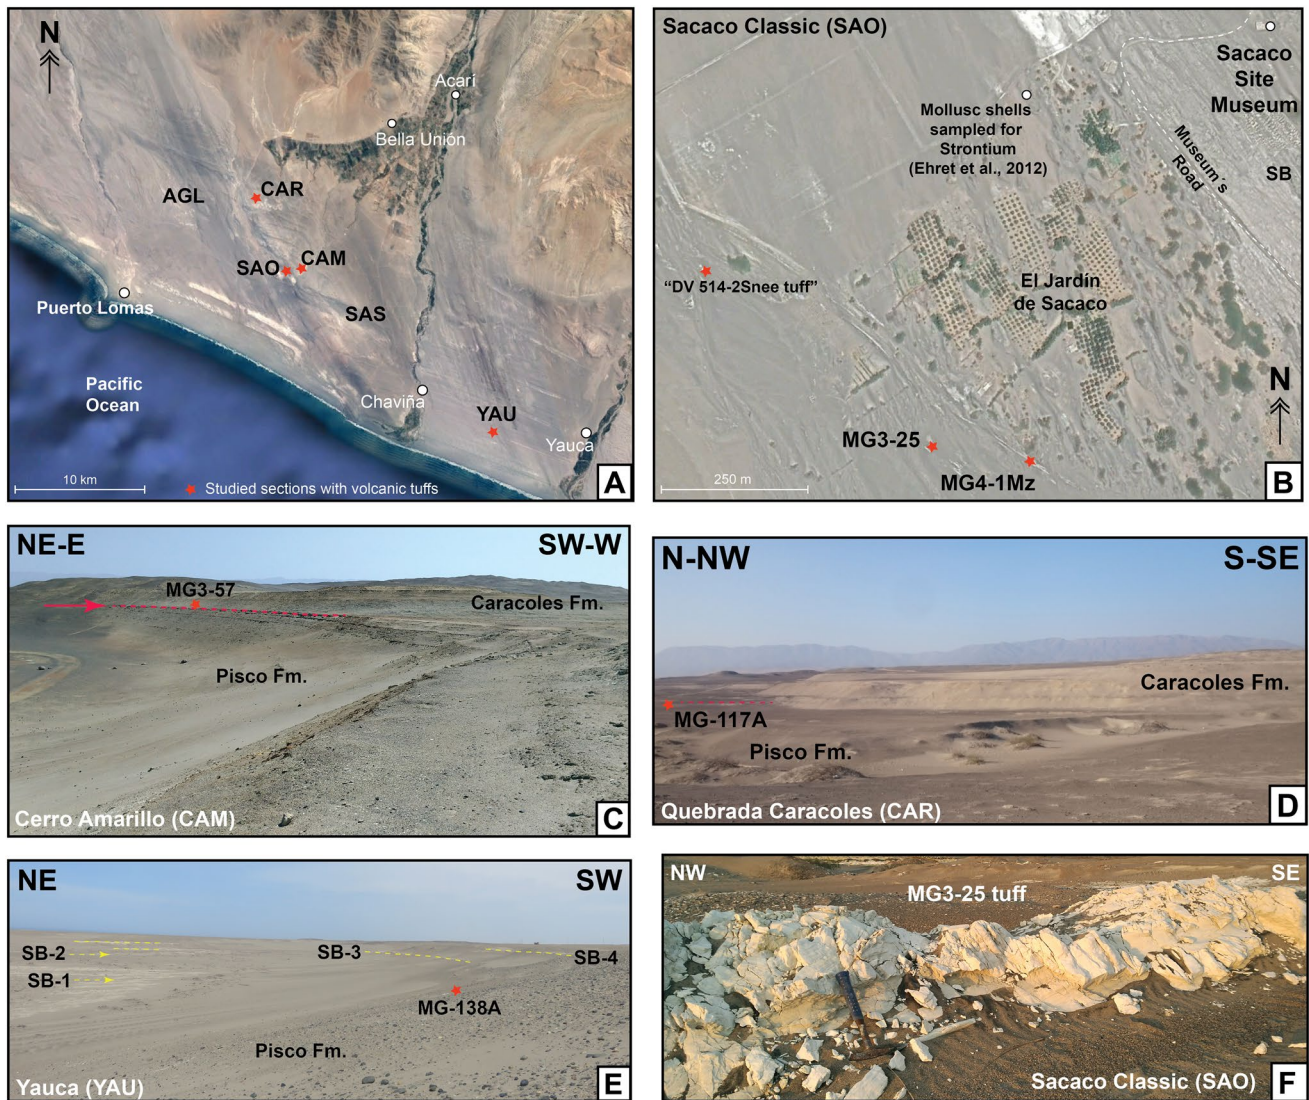 N
Acarí
Bella Unión
AGL
CAR
SAO
CAM
Puerto Lomas
SAS
Pacific
Ocean
Chaviña
YAU
Yauca
10 km
Studied sections with volcanic tuffs
A
Sacaco Classic (SAO)
Sacaco
Site
Museum
Mollusc shells
sampled for
Strontium
(Ehret et al., 2012)
Museum´s
Road
SB
"DV 514-2Snee tuff"
El Jardín
de Sacaco
N
MG3-25
MG4-1Mz
250 m
B
NE-E
SW-W
MG3-57
Caracoles Fm.
Pisco Fm.
Cerro Amarillo (CAM)
C
N-NW
S-SE
Caracoles Fm.
MG-117A
Pisco Fm.
Quebrada Caracoles (CAR)
D
NE
SW
SB-2
SB-3
SB-4
SB-1
MG-138A
Pisco Fm.
Yauca (YAU)
E
NW
SE
MG3-25 tuff
Sacaco Classic (SAO)
F